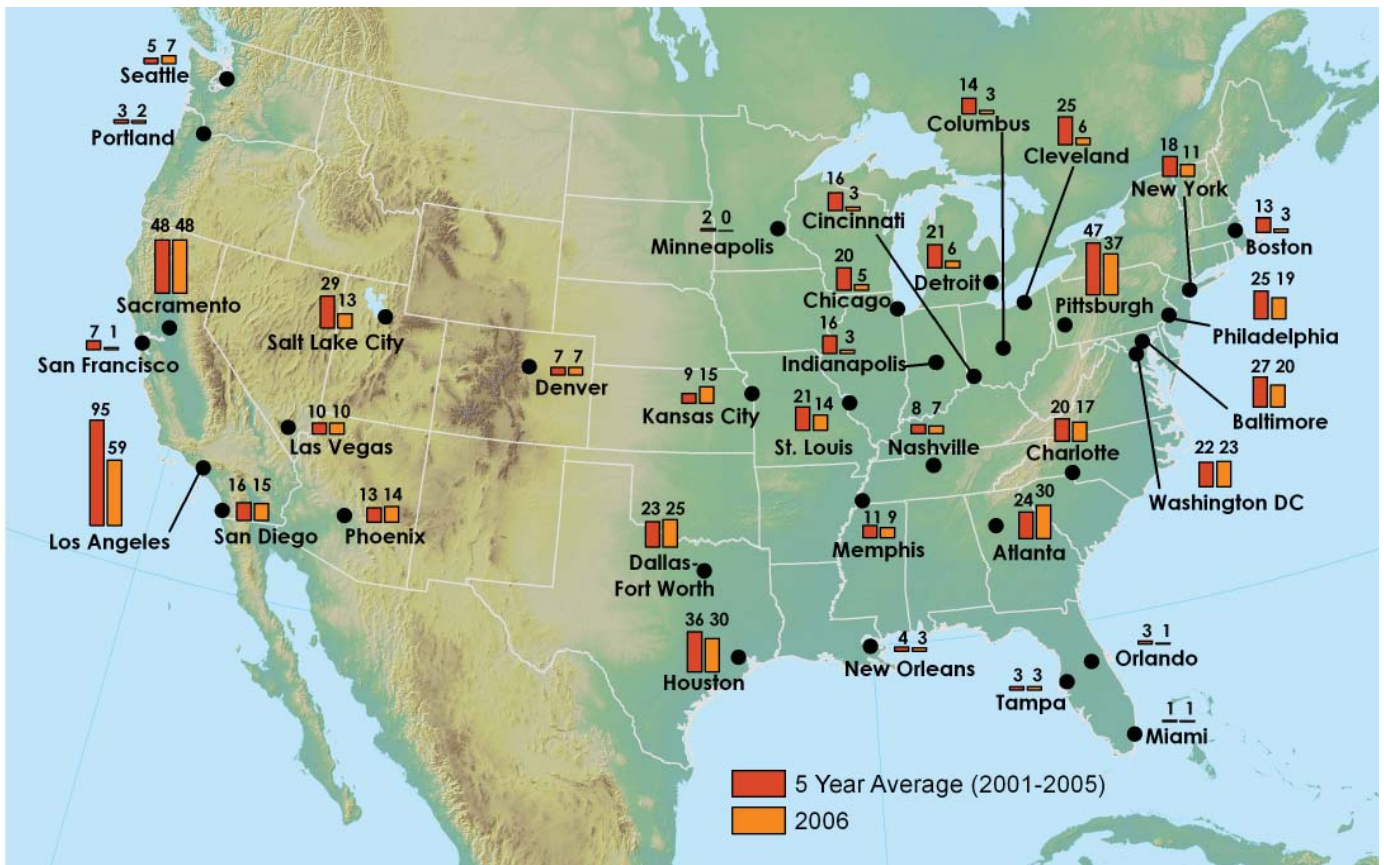 5 7
Seattle
3 2
Portland
48 48
Sacramento
7 1
San Francisco
95 59
Los Angeles
29 13
Salt Lake City
10 10
Las Vegas
16 15
San Diego
13 14
Phoenix
7 7
Denver
2 0
Minneapolis
9 15
Kansas City
23 25
Dallas-
Fort Worth
36 30
Houston
16 3
Cincinnati
20 5
Chicago
16 3
Indianapolis
21 14
St. Louis
21 6
Detroit
14 3
Columbus
25 6
Cleveland
8 7
Nashville
11 9
Memphis
4 3
New Orleans
47 37
Pittsburgh
18 11
New York
13 3
Boston
25 19
Philadelphia
27 20
Baltimore
22 23
Washington DC
20 17
Charlotte
24 30
Atlanta
3 1
Orlando
3 3
Tampa
1 1
Miami
5 Year Average (2001-2005)
2006